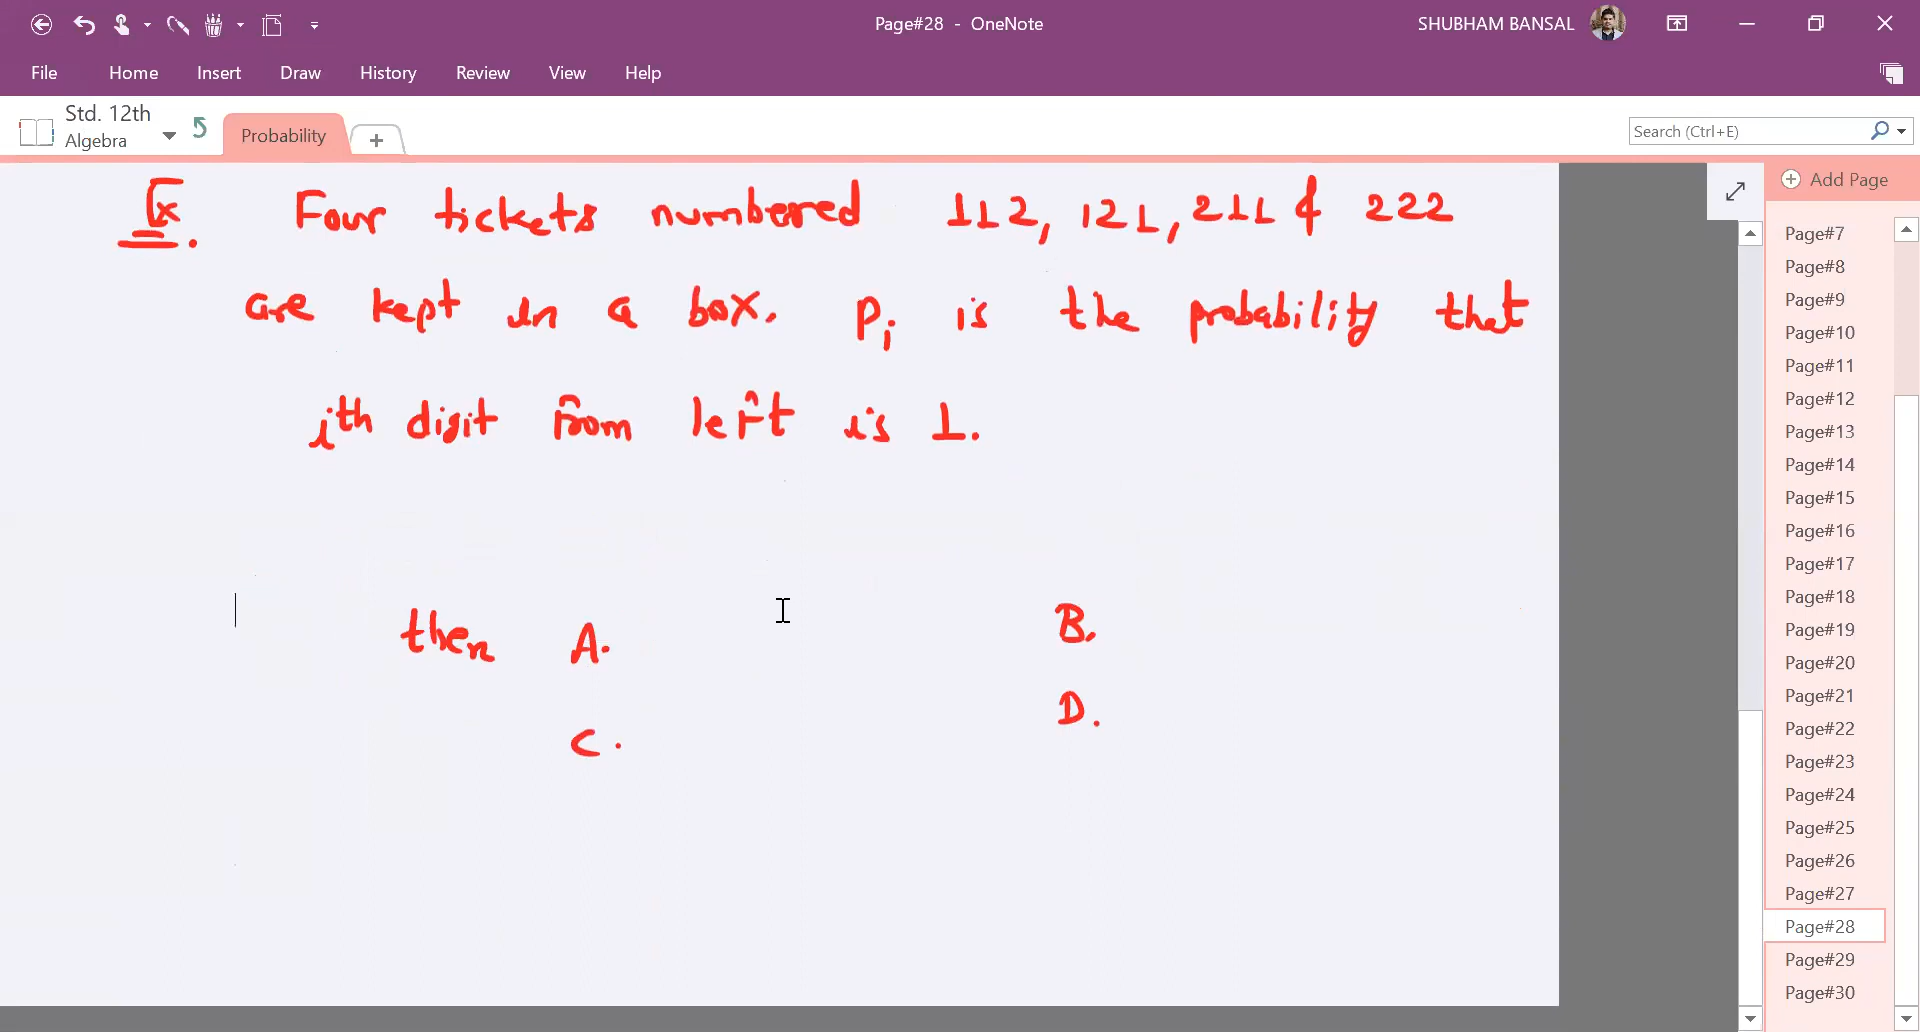 Page#28 - OneNote
SHUBHAM BANSAL
File Home Insert Draw History Review View Help
Std. 12th
Algebra
Probability
Search (Ctrl+E)
Add Page
Ex. Four tickets numbered 112, 121, 211 & 222
are kept in a box. Pi is the probability that
ith digit from left is 1.
then A. B.
C. D.
Page#7
Page#8
Page#9
Page#10
Page#11
Page#12
Page#13
Page#14
Page#15
Page#16
Page#17
Page#18
Page#19
Page#20
Page#21
Page#22
Page#23
Page#24
Page#25
Page#26
Page#27
Page#28
Page#29
Page#30